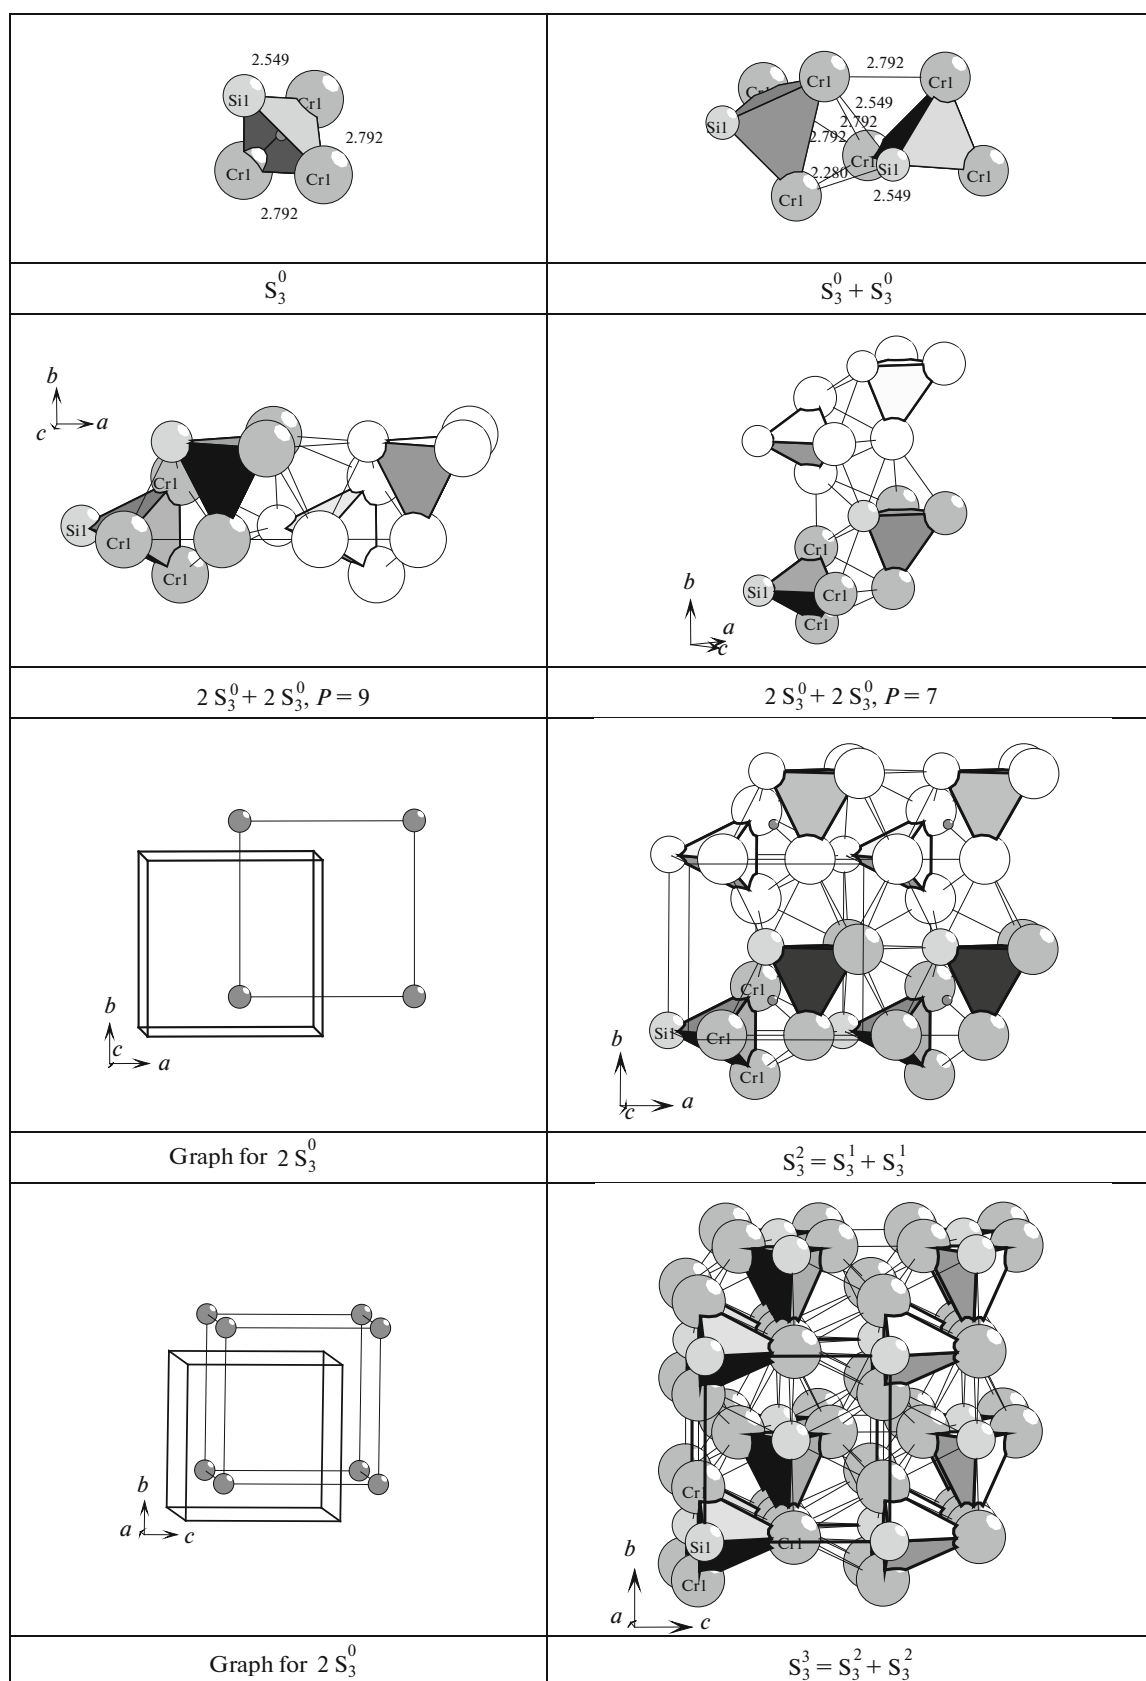 2.549
Si1
Cr1
2.792
Cr1
Cr1
2.792
2.792
Cr1
Cr1
Cr1
2.549
Si1
2.792
2.792
Cr1
Si1
2.280
Cr1
Cr1
2.549
S₃⁰
S₃⁰ + S₃⁰
b
a
c
Cr1
Si1
Cr1
Cr1
Cr1
Si1
Cr1
Cr1
b
a
c
2 S₃⁰ + 2 S₃⁰, P = 9
2 S₃⁰ + 2 S₃⁰, P = 7
b
c
a
Cr1
Si1
Cr1
Cr1
b
a
c
Graph for 2 S₃⁰
S₃² = S₃¹ + S₃¹
b
a
c
Cr1
Si1
Cr1
Cr1
b
a
c
Graph for 2 S₃⁰
S₃³ = S₃² + S₃²